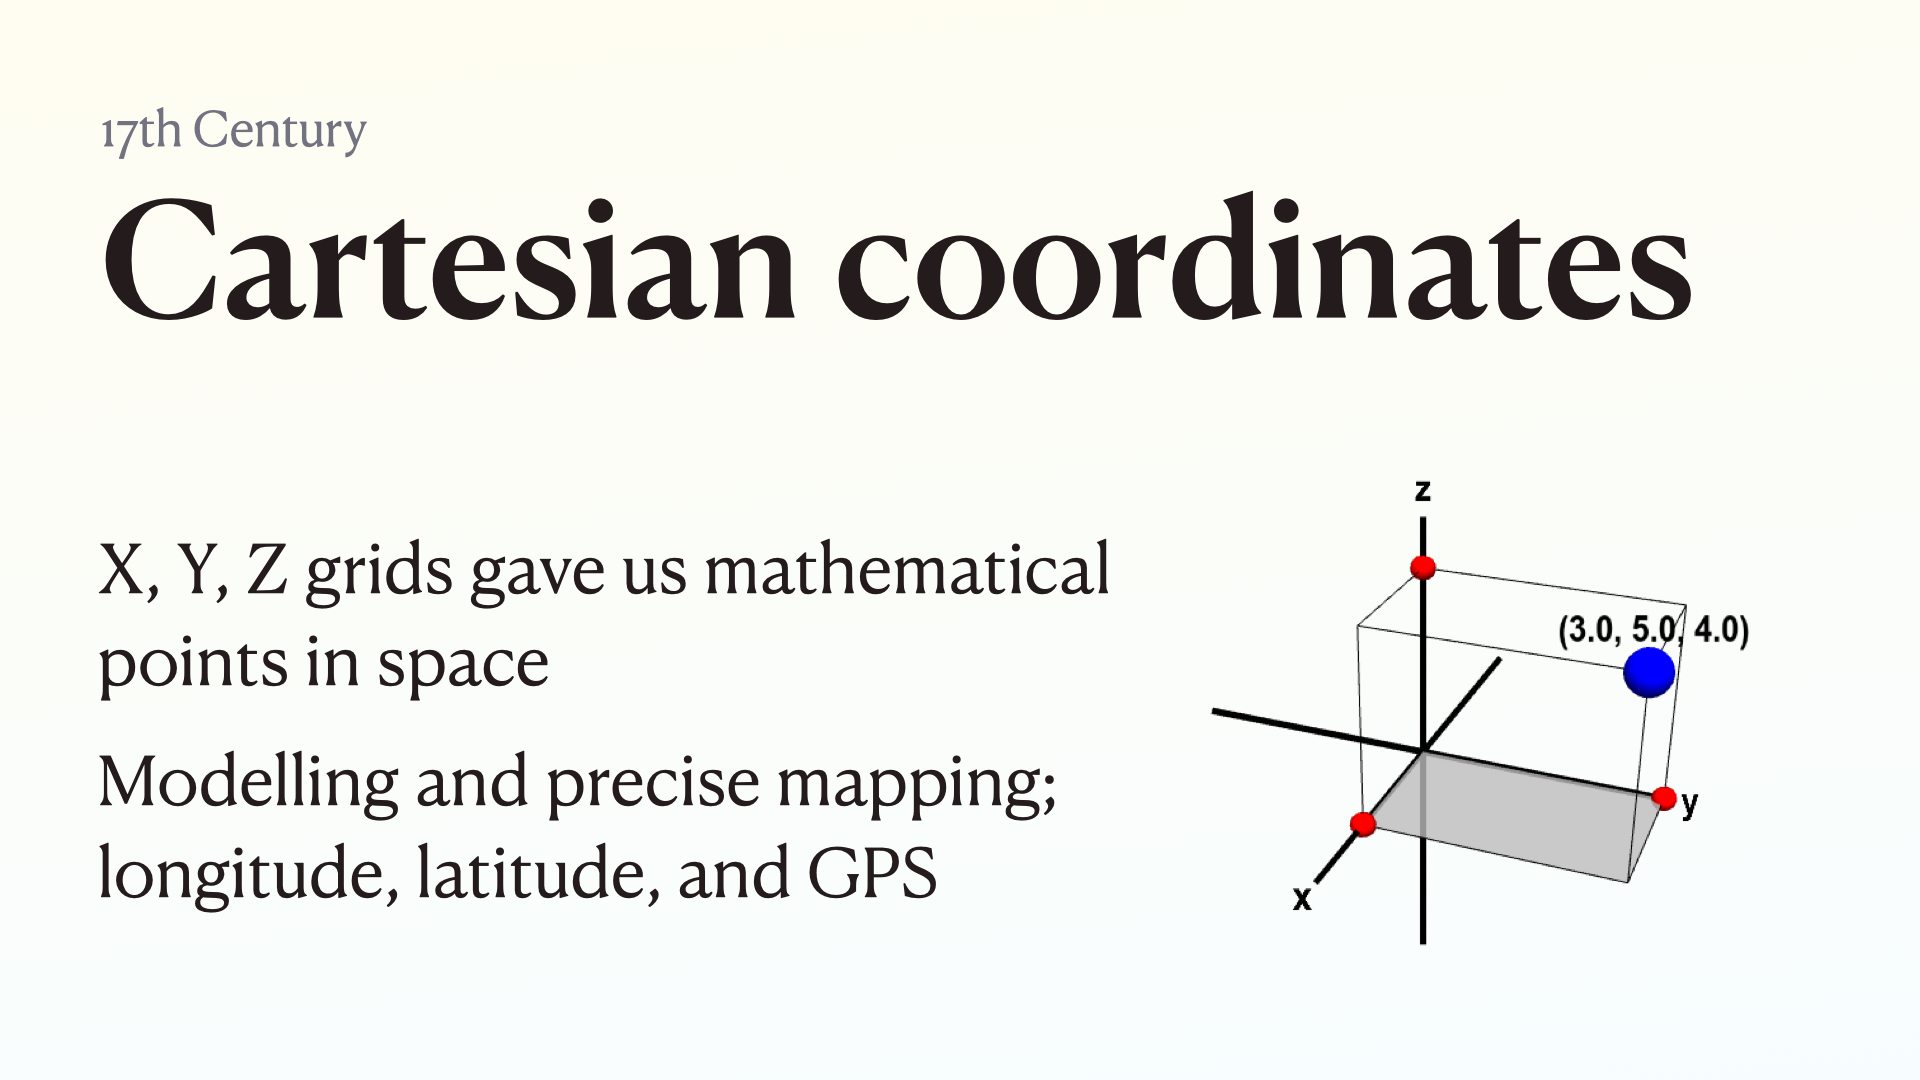 17th Century
Cartesian coordinates
X, Y, Z grids gave us mathematical
points in space
Modelling and precise mapping;
longitude, latitude, and GPS
z
(3.0, 5.0, 4.0)
y
x